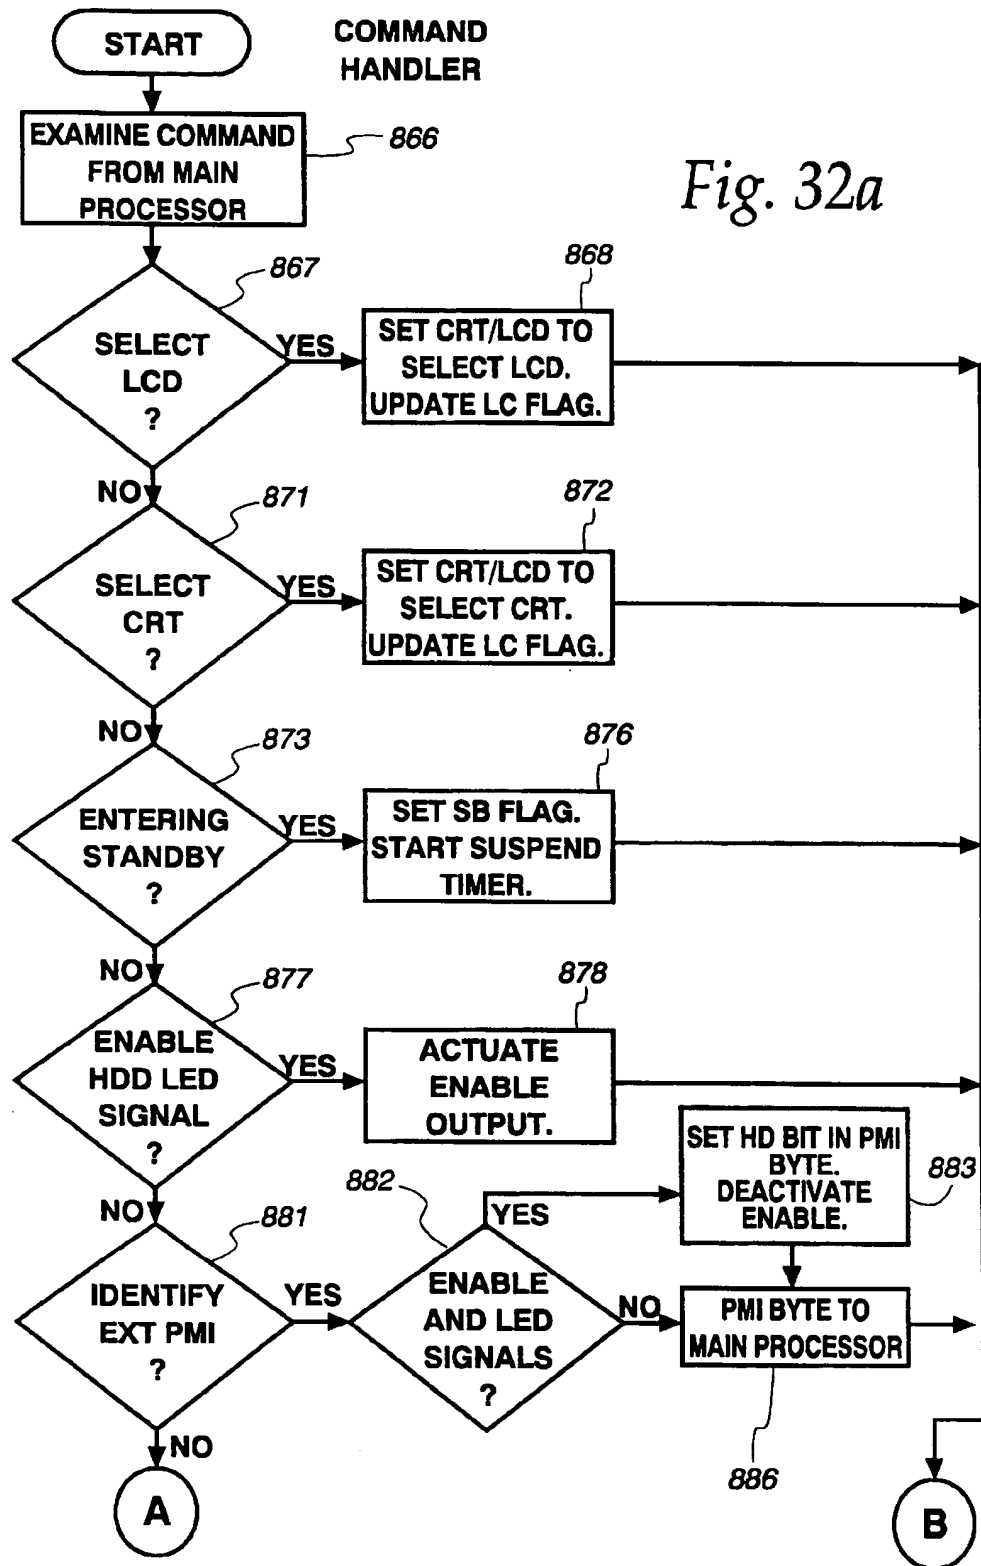 START
COMMAND
HANDLER
EXAMINE COMMAND
FROM MAIN
PROCESSOR
866
Fig. 32a
867
SELECT
LCD
?
YES
868
SET CRT/LCD TO
SELECT LCD.
UPDATE LC FLAG.
NO
871
SELECT
CRT
?
YES
872
SET CRT/LCD TO
SELECT CRT.
UPDATE LC FLAG.
NO
873
ENTERING
STANDBY
?
YES
876
SET SB FLAG.
START SUSPEND
TIMER.
NO
877
ENABLE
HDD LED
SIGNAL
?
YES
878
ACTUATE
ENABLE
OUTPUT.
NO
881
IDENTIFY
EXT PMI
?
YES
882
ENABLE
AND LED
SIGNALS
?
YES
SET HD BIT IN PMI
BYTE.
DEACTIVATE
ENABLE.
883
NO
PMI BYTE TO
MAIN PROCESSOR
886
NO
A
B